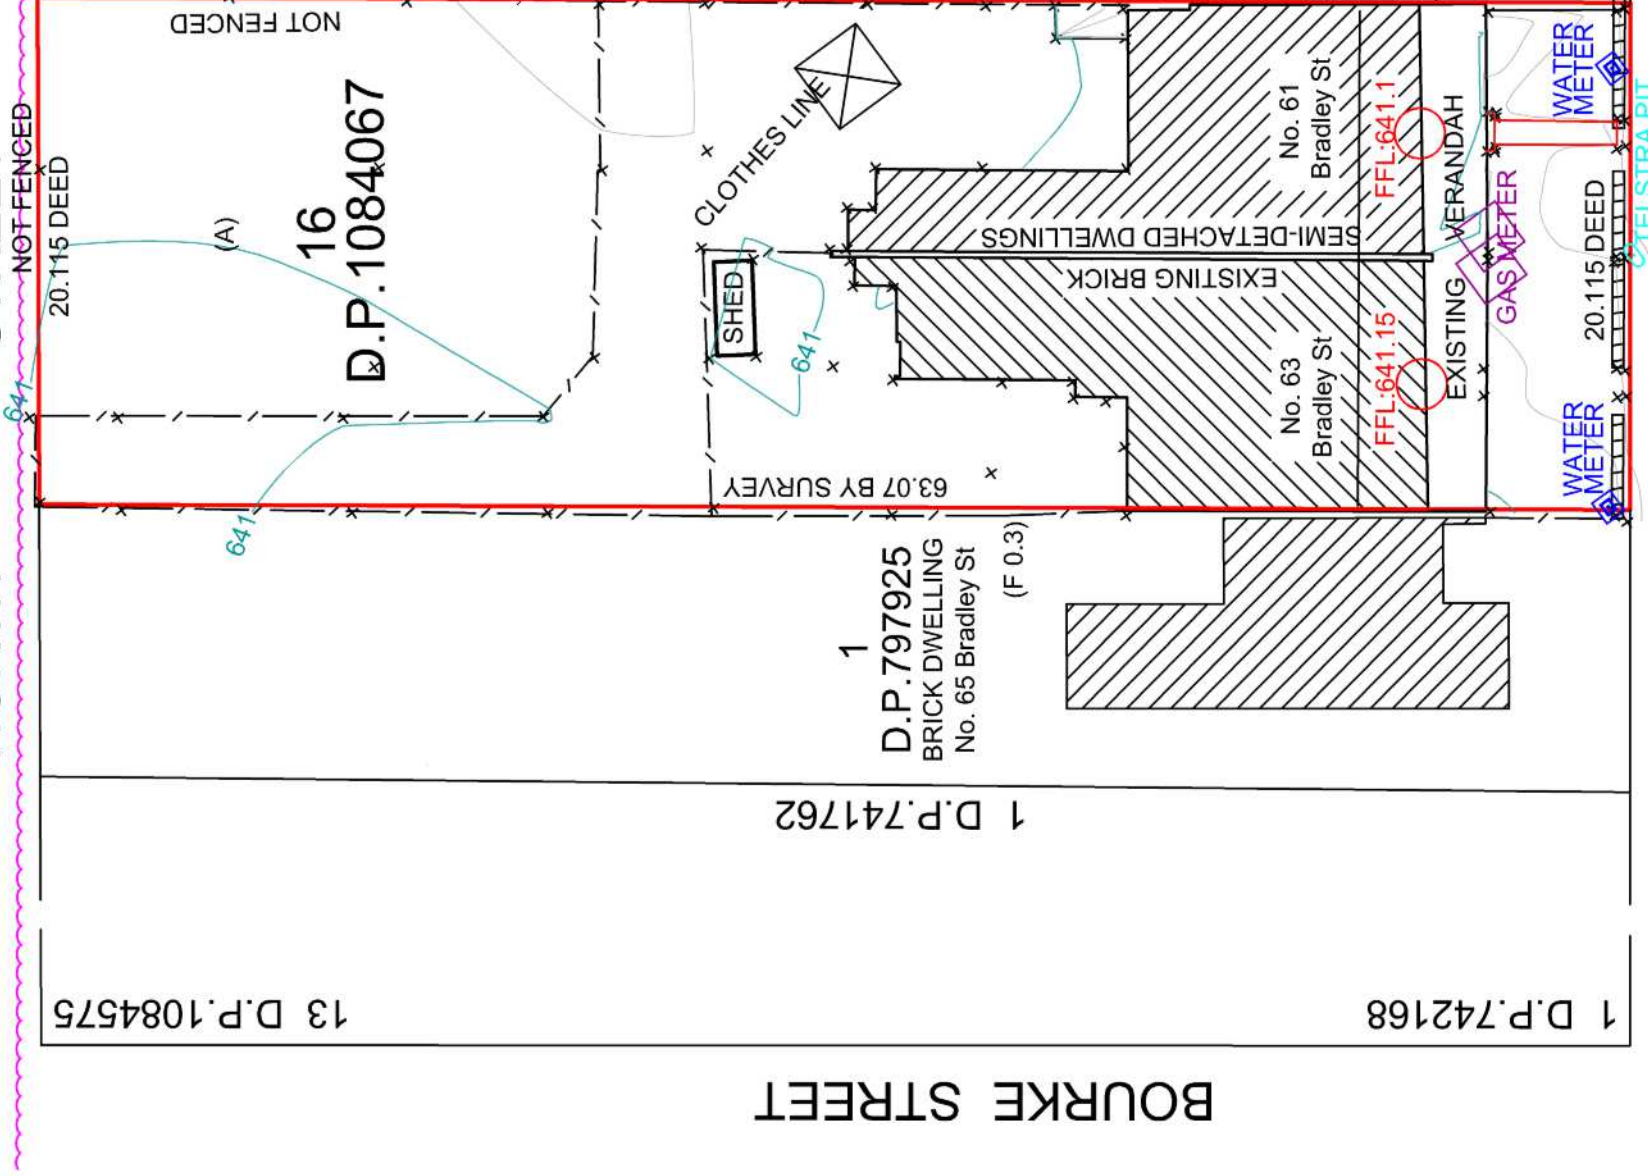 NOT FENCED
NOT FENCED
20.115 DEED
641
(A)
16
D.P.1084067
641
CLOTHES LINE
SHED
641
63.07 BY SURVEY
SEMI-DETACHED DWELLINGS
EXISTING BRICK
No. 61
Bradley St
FFL:641.1
No. 63
Bradley St
FFL:641.15
EXISTING VERANDAH
GAS METER
WATER
METER
20.115 DEED
TELSTRA PIT
WATER
METER
1
D.P.797925
BRICK DWELLING
No. 65 Bradley St
(F 0.3)
1 D.P.741762
13 D.P.1084575
1 D.P.742168
BOURKE STREET